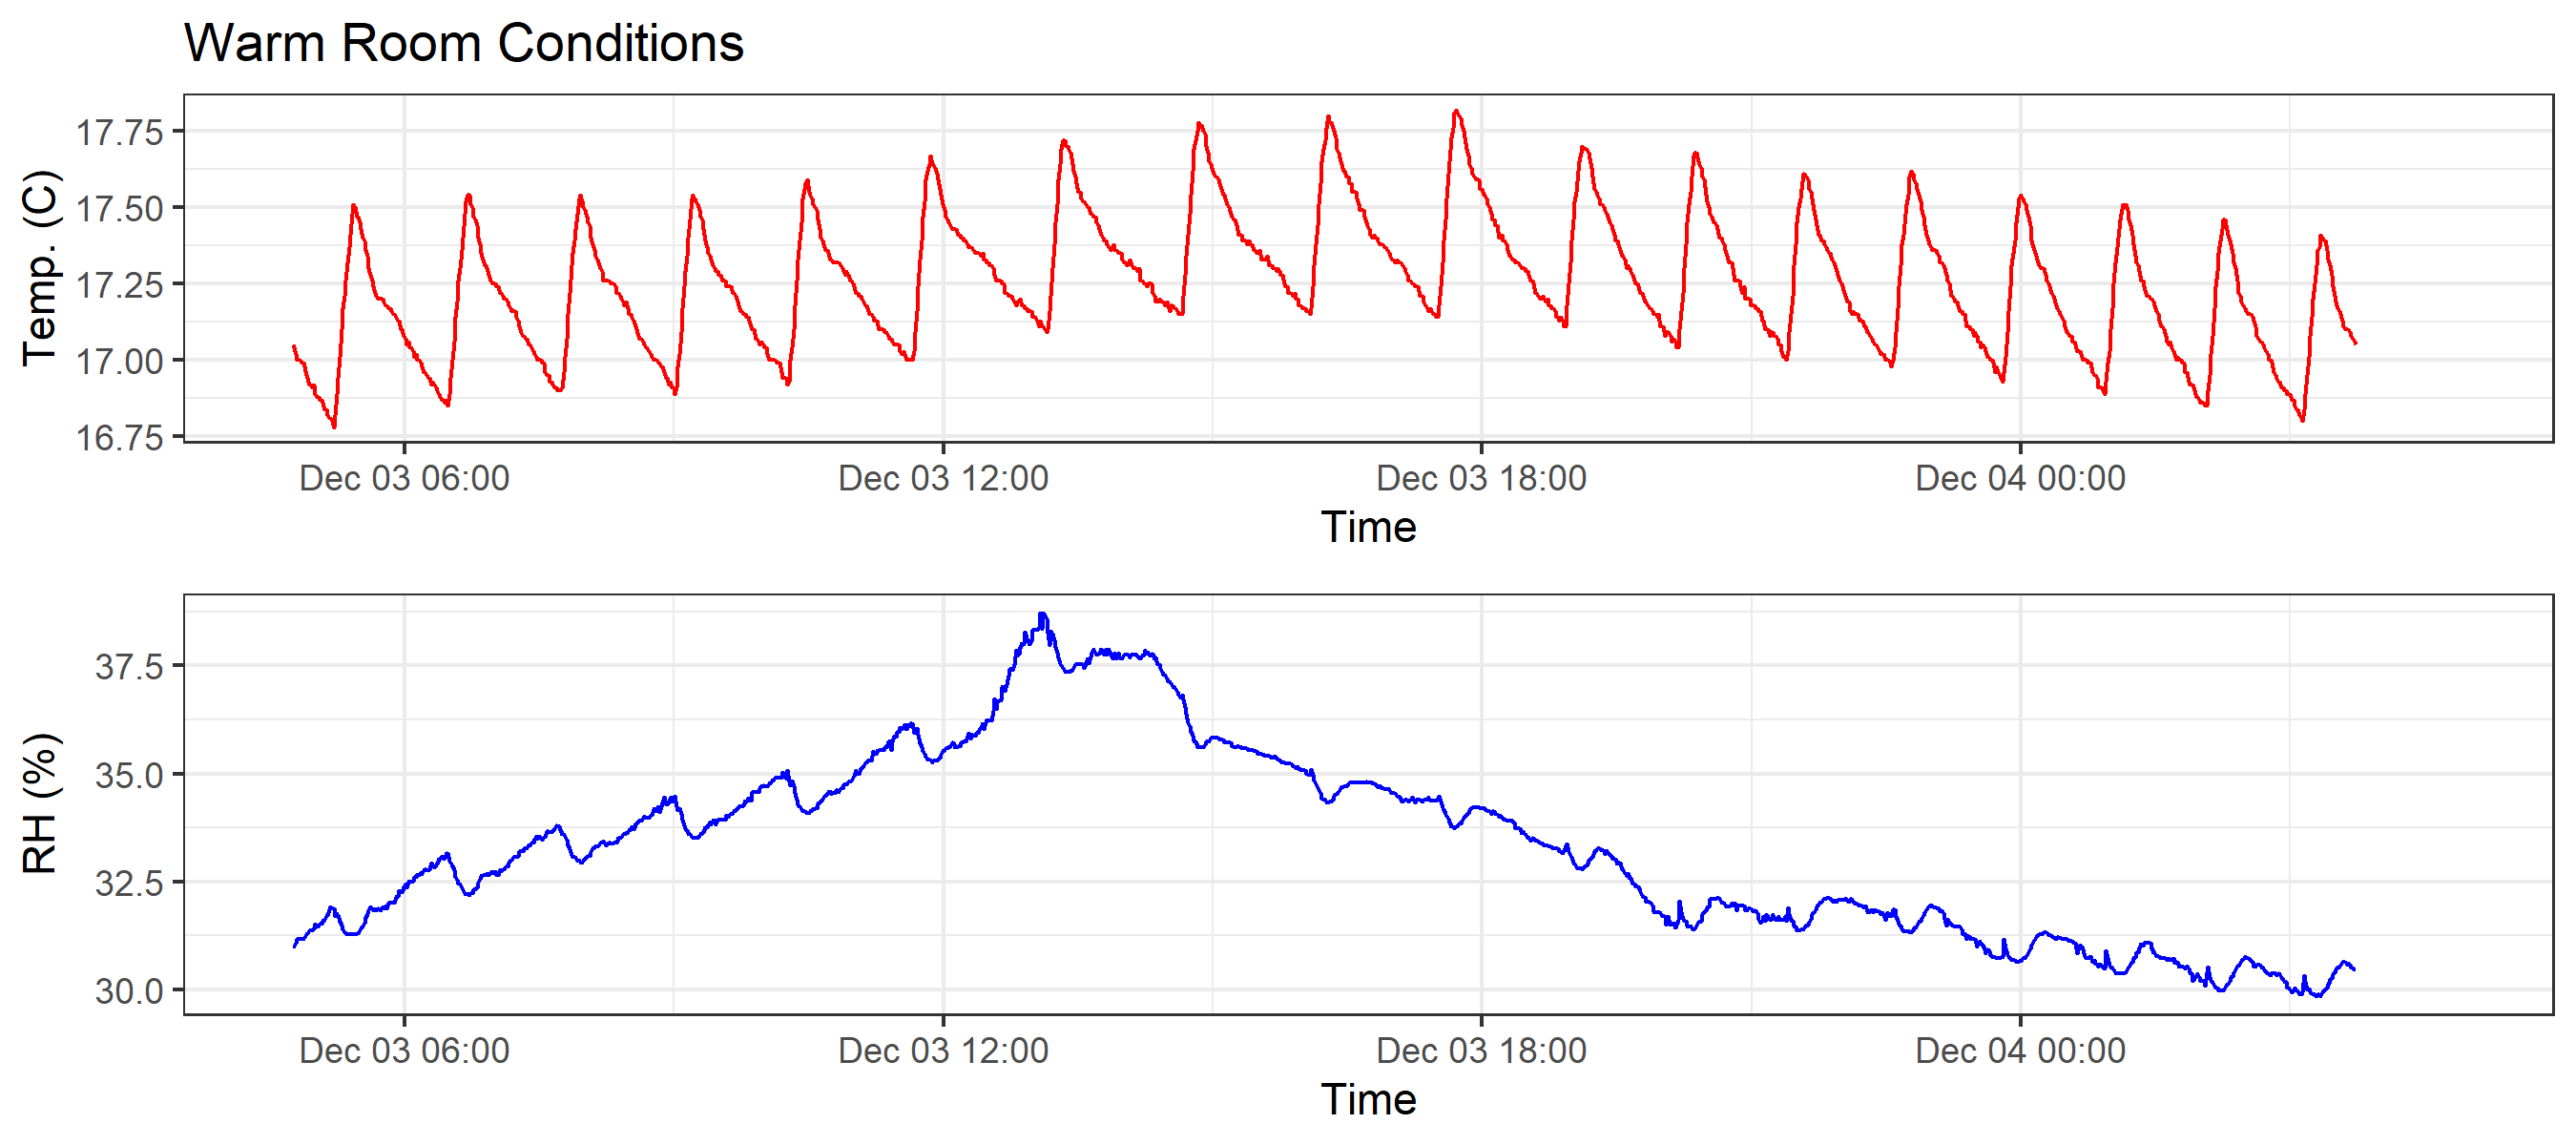 Warm Room Conditions
Temp. (C)
17.75
17.50
17.25
17.00
16.75
Dec 03 06:00 Dec 03 12:00 Dec 03 18:00 Dec 04 00:00
Time
RH (%)
37.5
35.0
32.5
30.0
Dec 03 06:00 Dec 03 12:00 Dec 03 18:00 Dec 04 00:00
Time